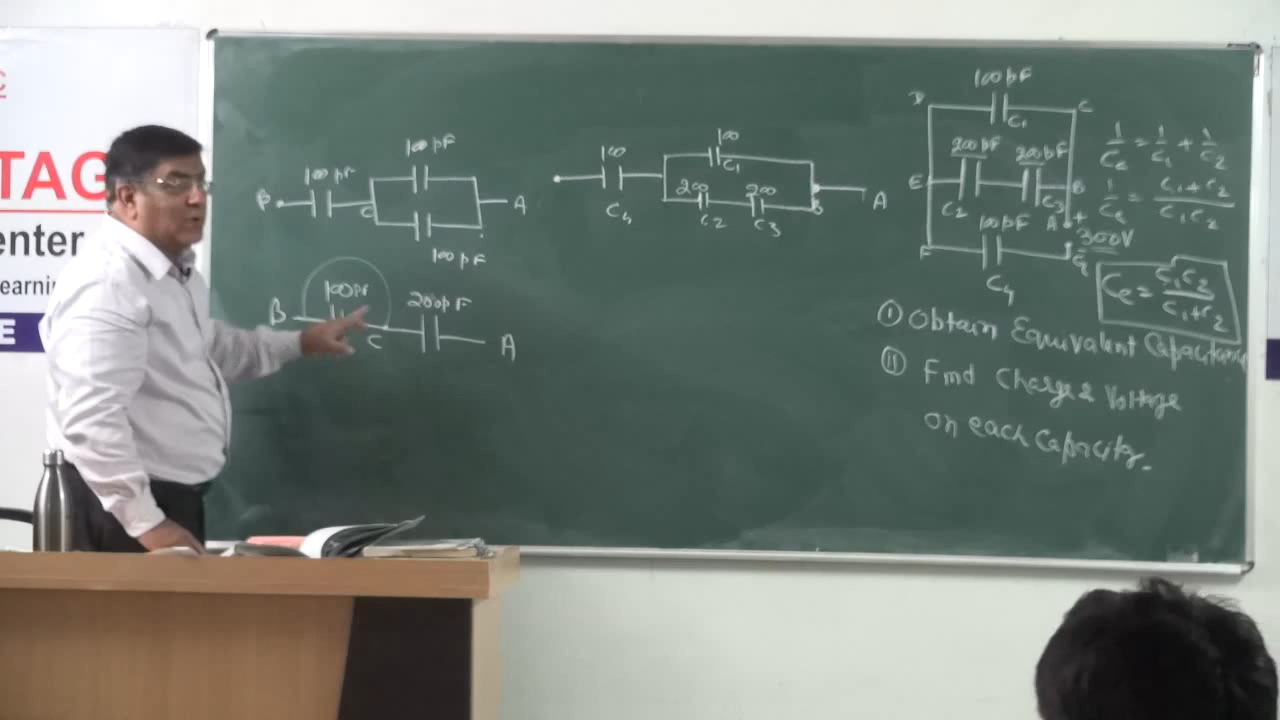 C
TAG
enter
earnin
E
100 pF
100 pF
B
C
A
100 pF
100 pF
200 pF
B
C
A
100
C4
100
C1
200
C2
200
C3
B
A
100 pF
D
C
C1
200 pF
200 pF
E
B
C2
C3
A
+
100 pF
300V
F
G
C4
1/Ce = 1/C1 + 1/C2
1/Ce = C1+C2/C1C2
Ce = C1C2/C1+C2
(I) Obtain Equivalent Capacitance
(II) Find Charge & Voltage
on each Capacity.